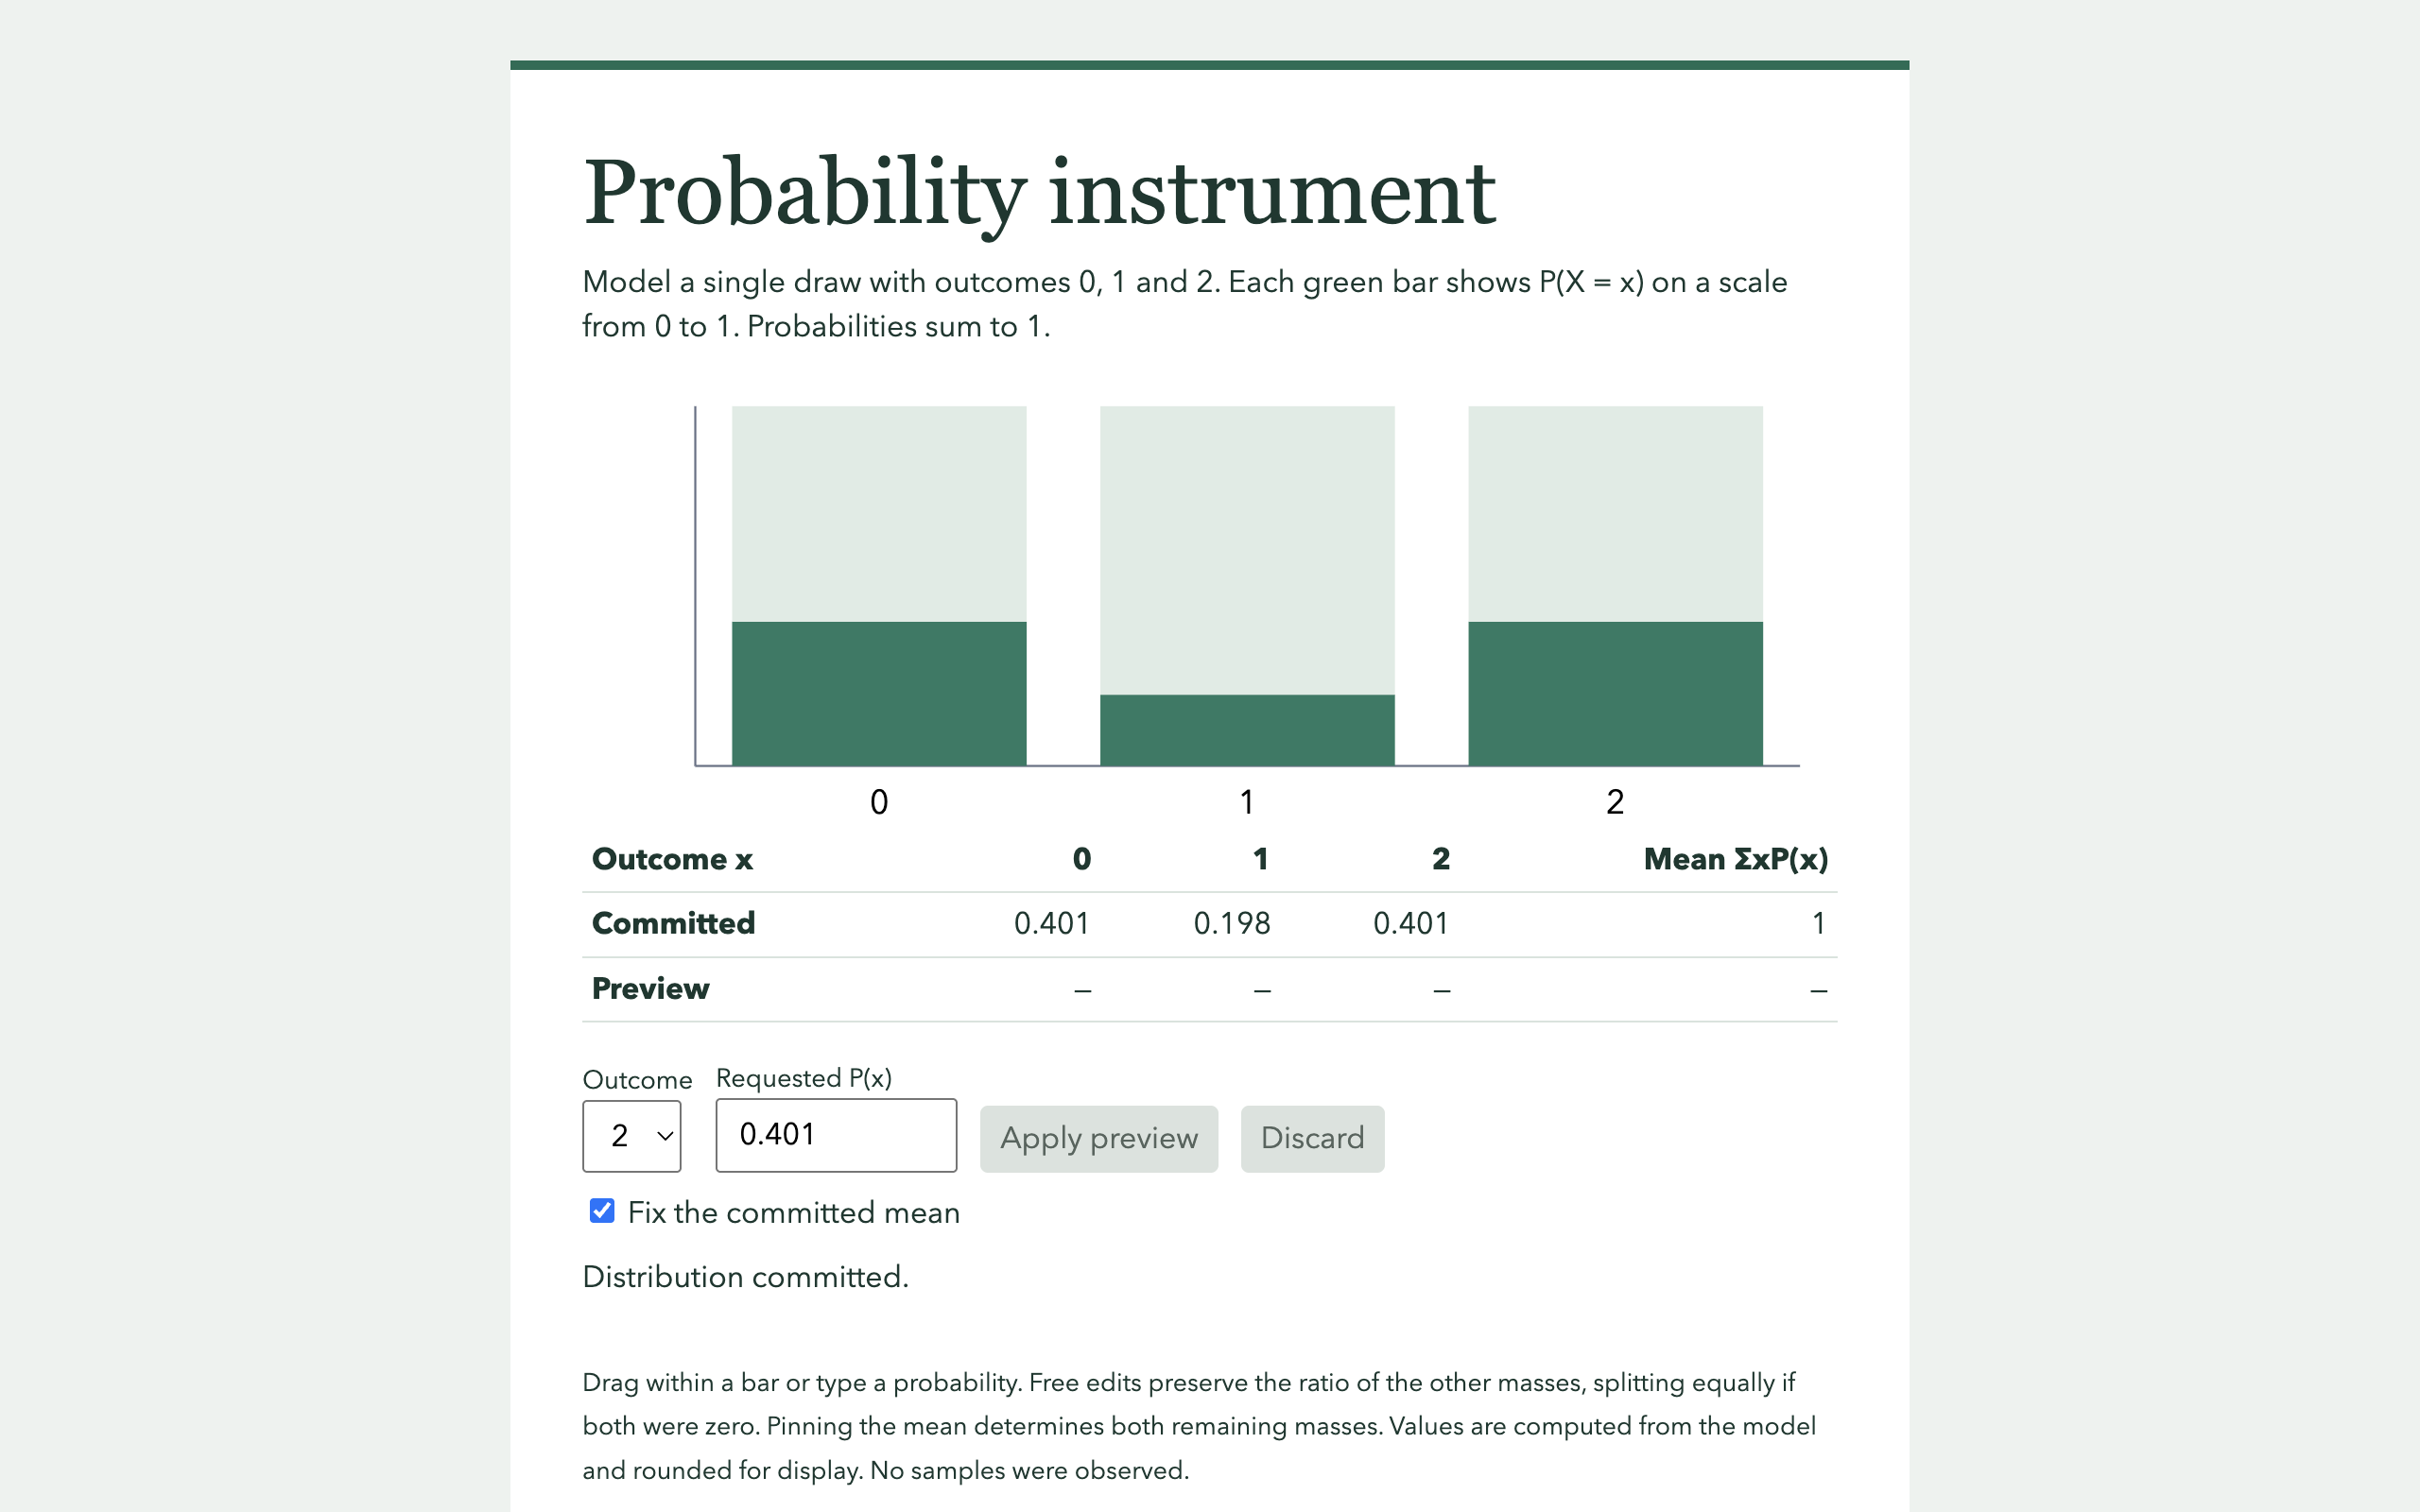 Probability instrument
Model a single draw with outcomes 0, 1 and 2. Each green bar shows P(X = x) on a scale
from 0 to 1. Probabilities sum to 1.
0 1 2
Outcome x 0 1 2 Mean ΣxP(x)
Committed 0.401 0.198 0.401 1
Preview – – – –
Outcome Requested P(x)
2 0.401 Apply preview Discard
Fix the committed mean
Distribution committed.
Drag within a bar or type a probability. Free edits preserve the ratio of the other masses, splitting equally if
both were zero. Pinning the mean determines both remaining masses. Values are computed from the model
and rounded for display. No samples were observed.